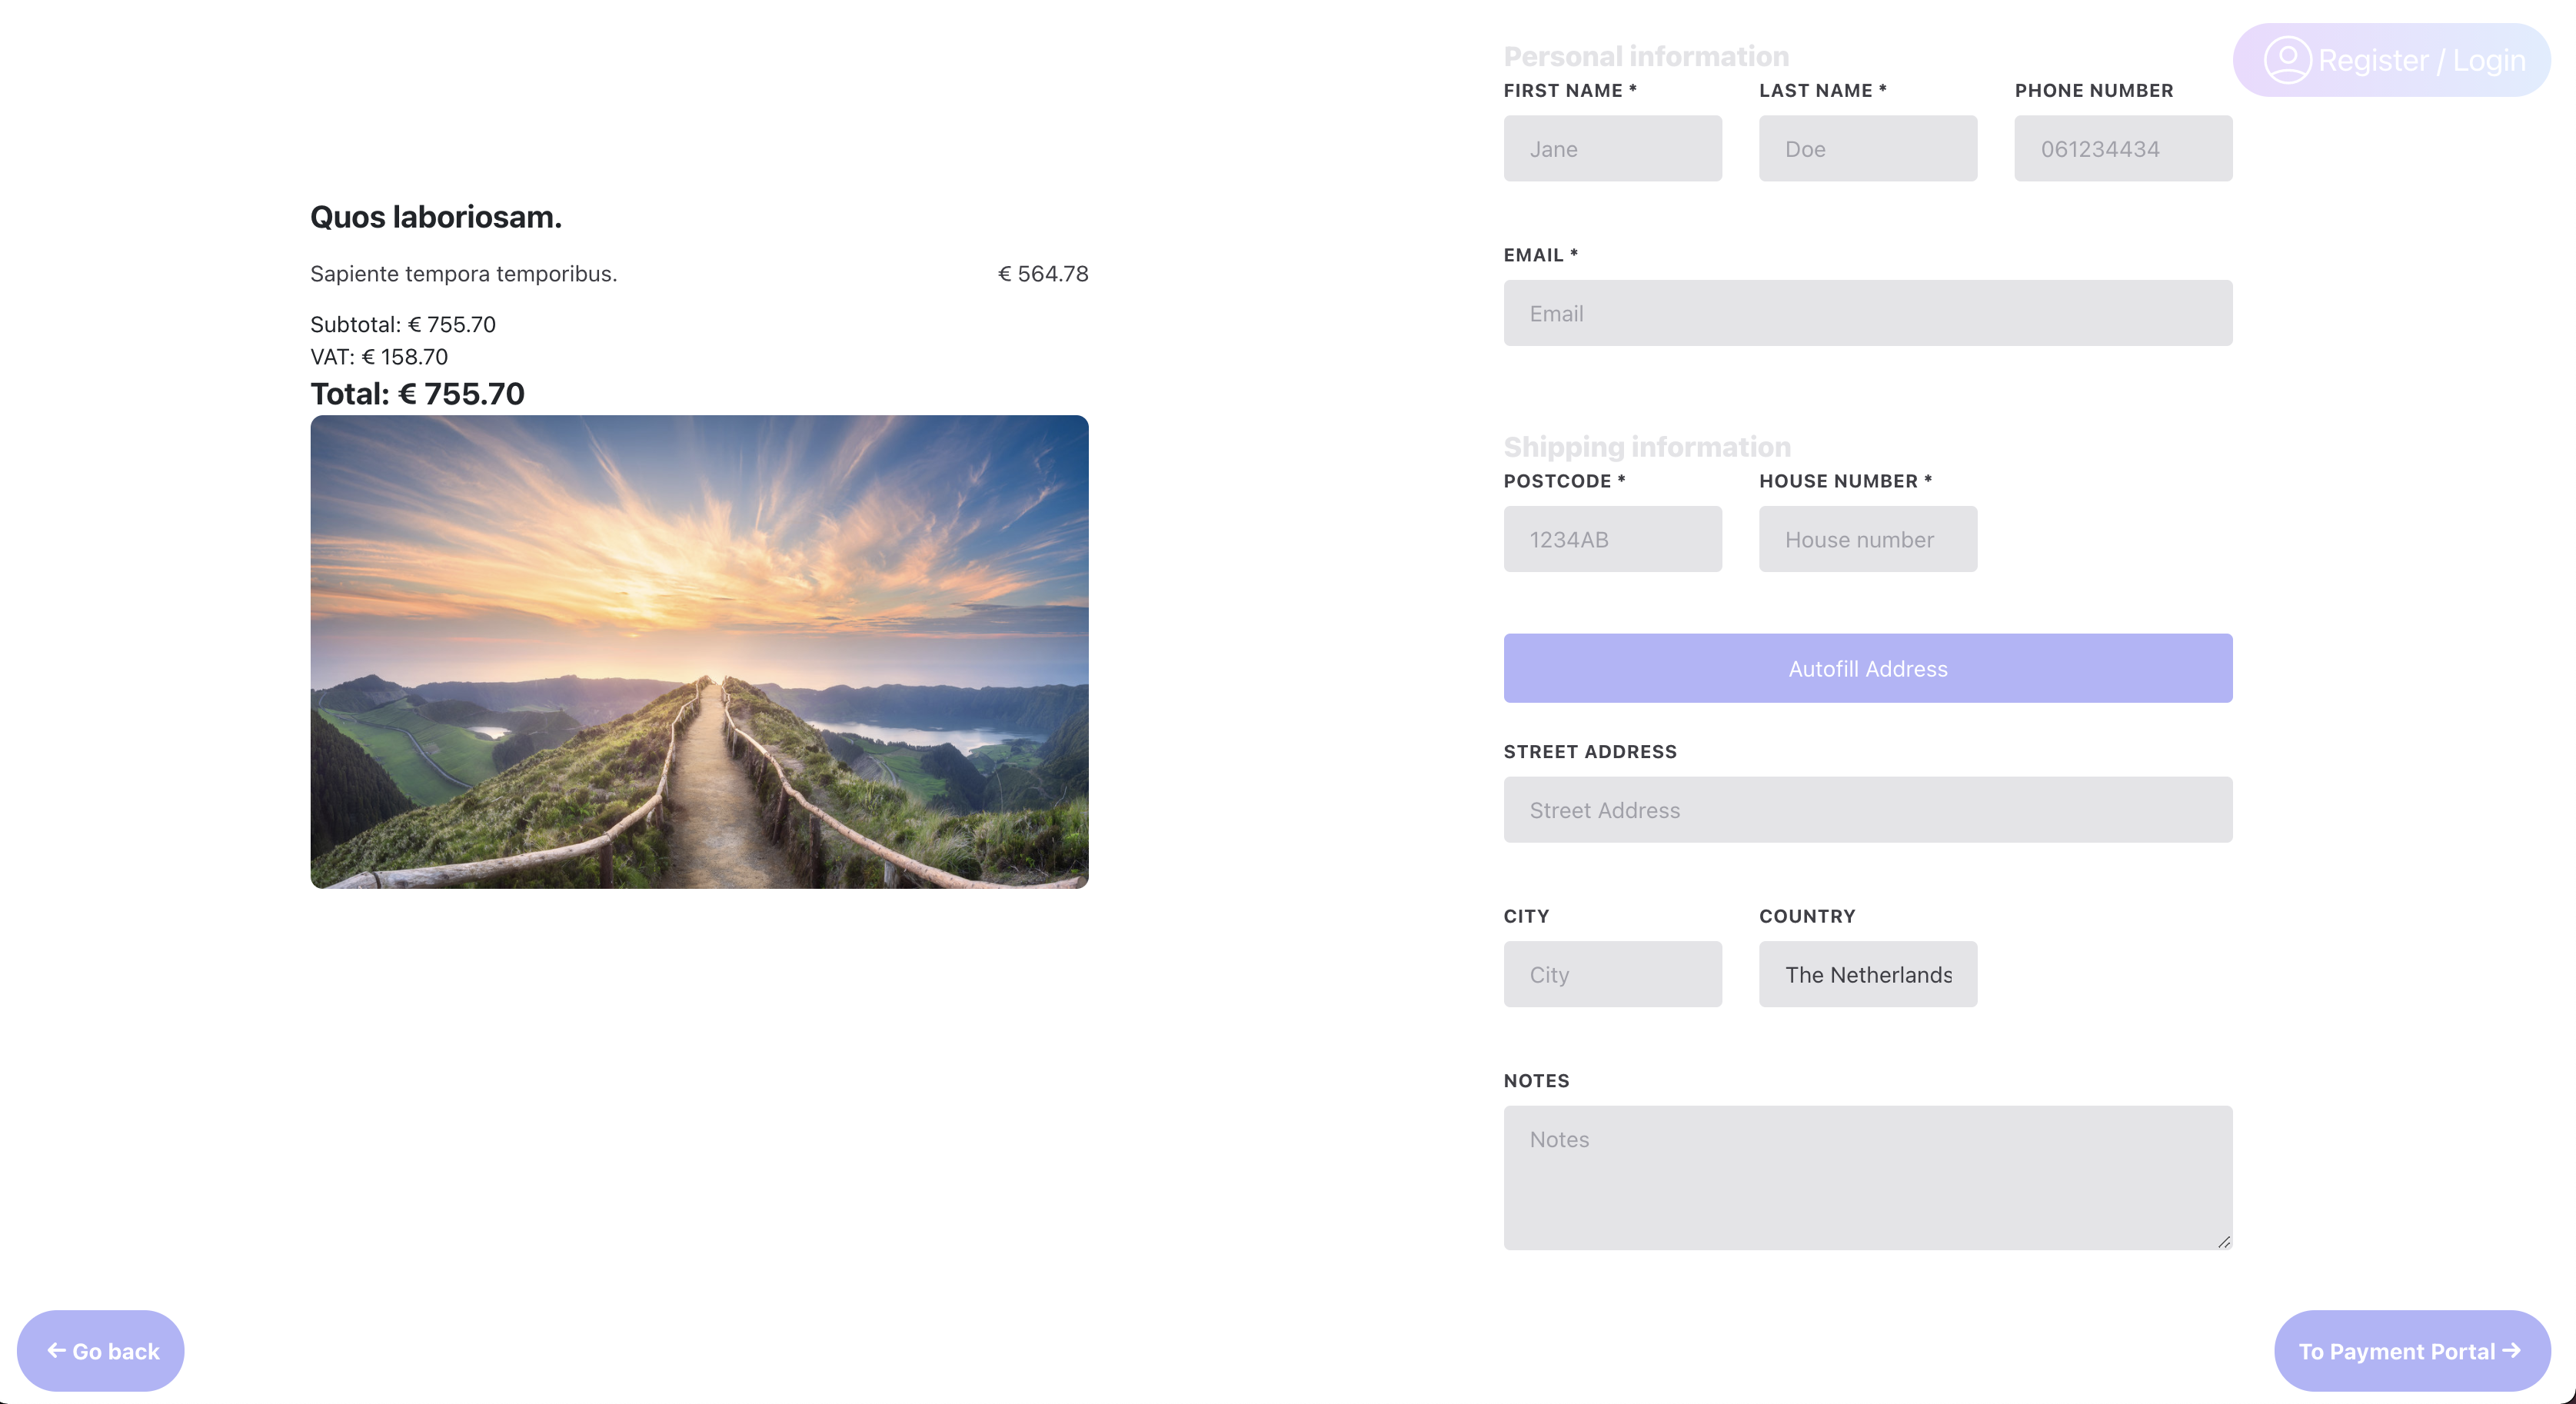 Quos laboriosam.
Sapiente tempora temporibus. € 564.78
Subtotal: € 755.70
VAT: € 158.70
Total: € 755.70
Register / Login
Personal information
FIRST NAME * LAST NAME * PHONE NUMBER
Jane Doe 061234434
EMAIL *
Email
Shipping information
POSTCODE * HOUSE NUMBER *
1234AB House number
Autofill Address
STREET ADDRESS
Street Address
CITY COUNTRY
City The Netherlands
NOTES
Notes
← Go back
To Payment Portal →